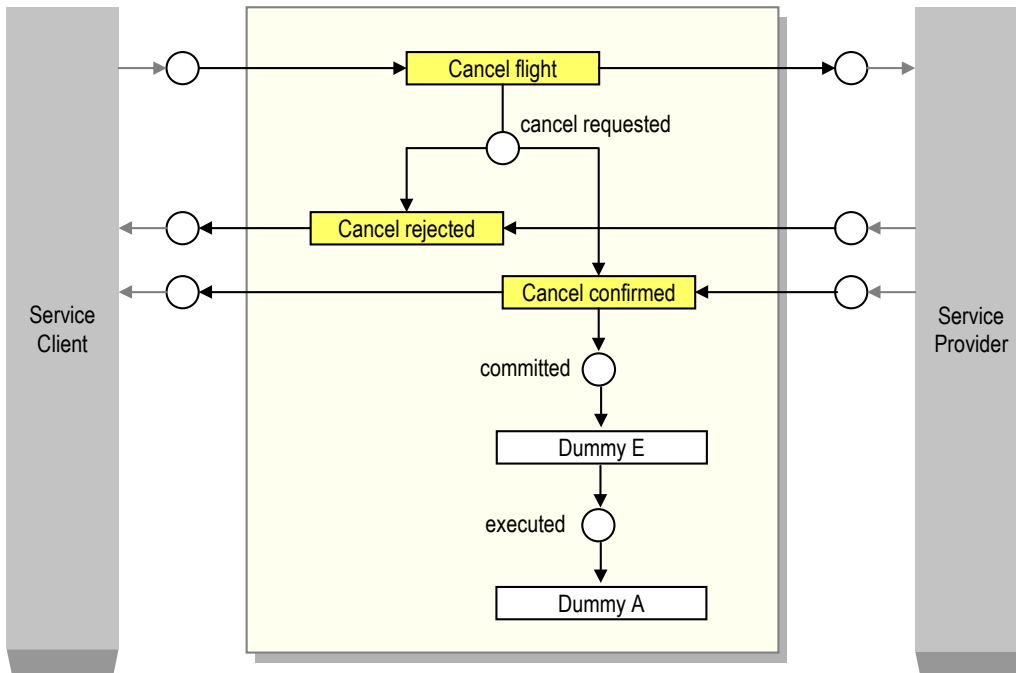 Cancel flight
cancel requested
Cancel rejected
Cancel confirmed
Service
Client
Service
Provider
committed
Dummy E
executed
Dummy A